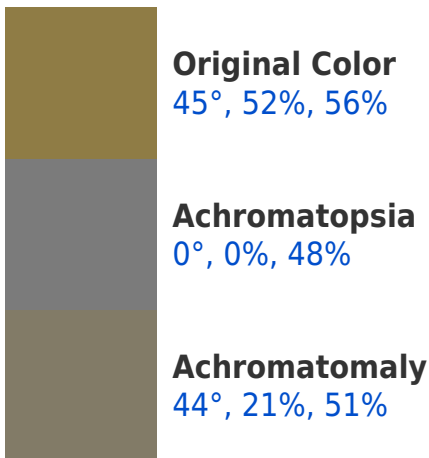 Original Color
45°, 52%, 56%
Achromatopsia
0°, 0%, 48%
Achromatomaly
44°, 21%, 51%